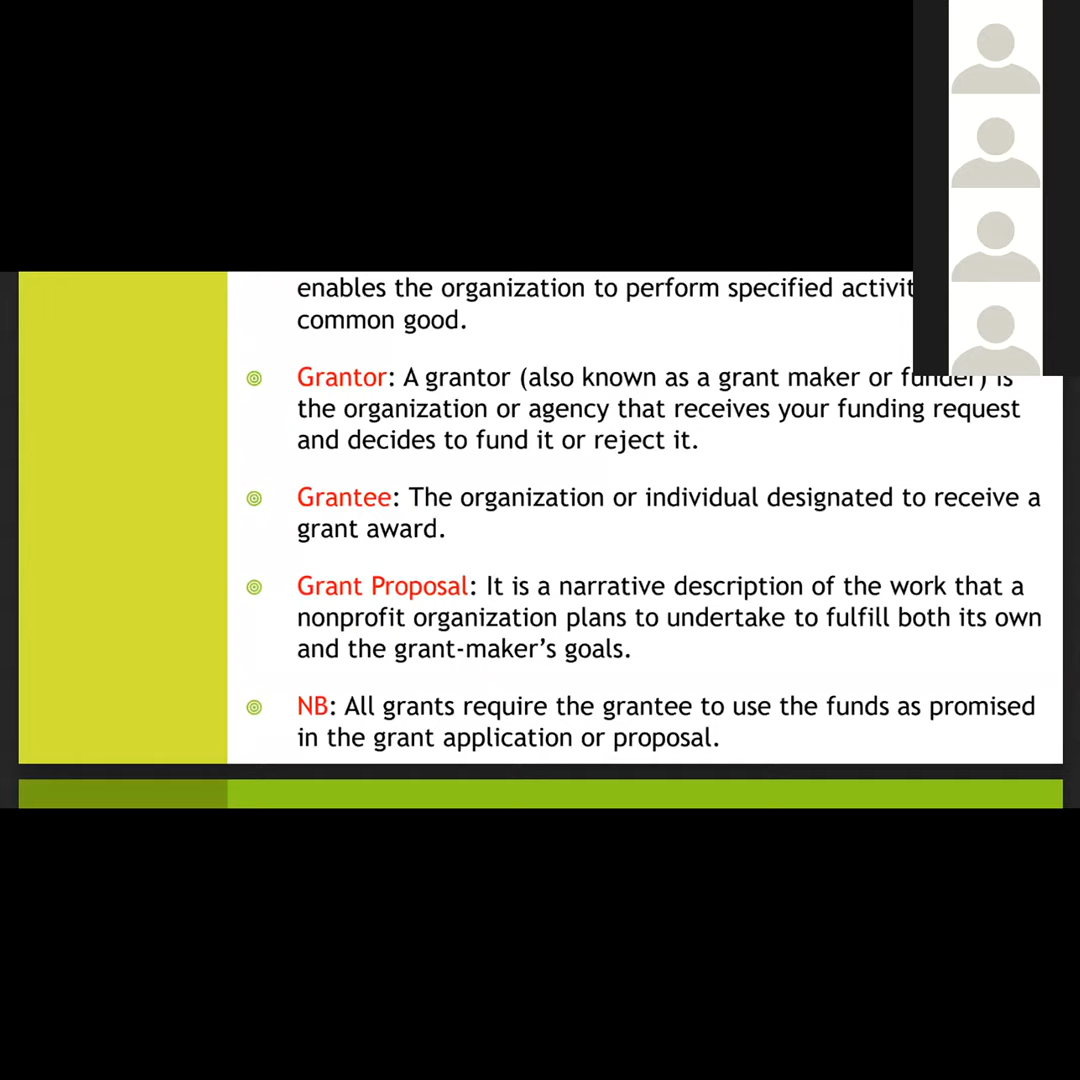 enables the organization to perform specified
common good.
Grantor: A grantor (also known as a grant maker or funder) is
the organization or agency that receives your funding request
and decides to fund it or reject it.
Grantee: The organization or individual designated to receive a
grant award.
Grant Proposal: It is a narrative description of the work that a
nonprofit organization plans to undertake to fulfill both its own
and the grant-maker’s goals.
NB: All grants require the grantee to use the funds as promised
in the grant application or proposal.